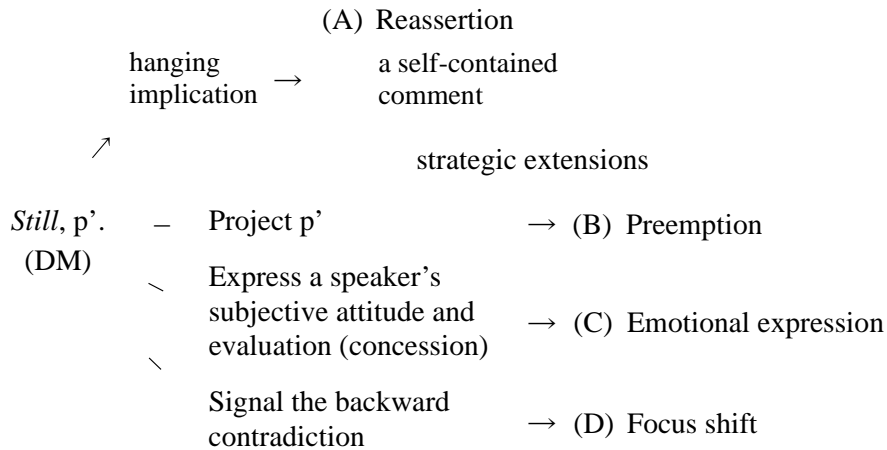 (A) Reassertion
hanging
implication → a self-contained
comment
↗
strategic extensions
Still, p’. – Project p’ → (B) Preemption
(DM)
Express a speaker’s
subjective attitude and
evaluation (concession) → (C) Emotional expression
Signal the backward
contradiction → (D) Focus shift